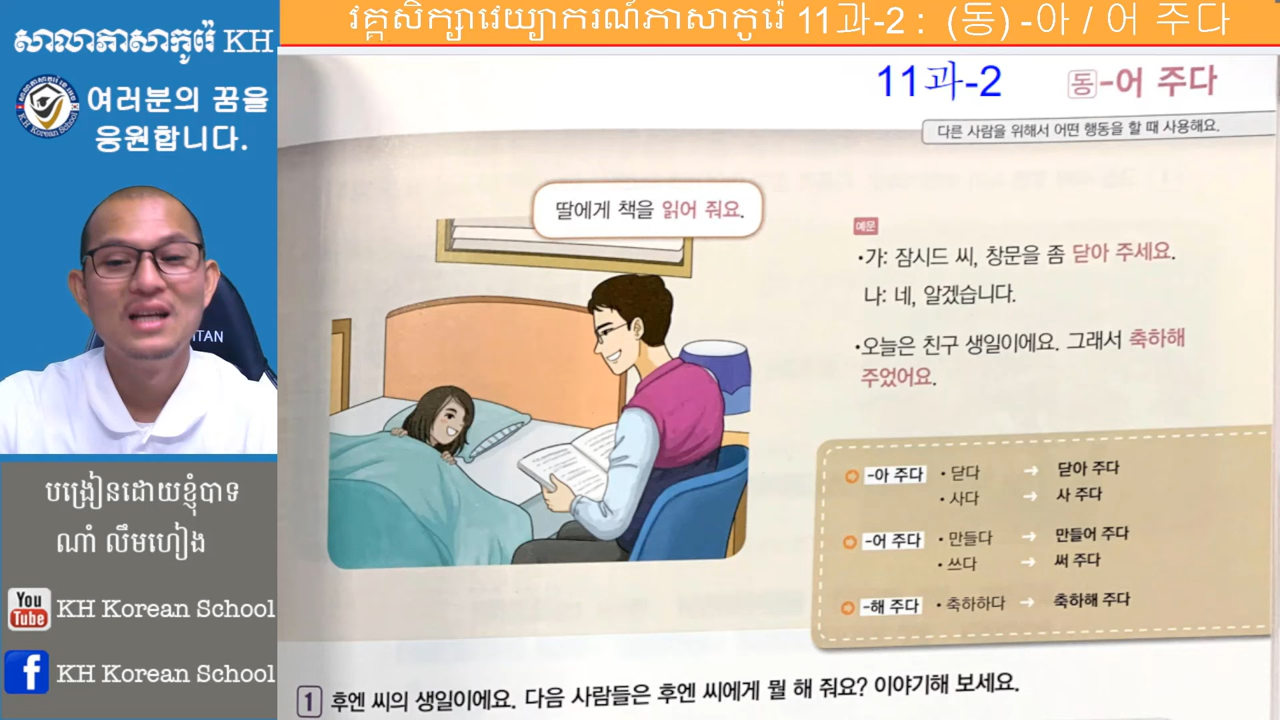 វគ្គសិក្សាវេយ្យាករណ៍ភាសាកូរ៉េ 11과-2 : (동) -아 / 어 주다
សាលាភាសាកូរ៉េ KH
여러분의 꿈을
응원합니다.
បង្រៀនដោយខ្ញុំបាទ
ណាំ លឹមហៀង
You Tube KH Korean School
f KH Korean School
11과-2 동-어 주다
다른 사람을 위해서 어떤 행동을 할 때 사용해요.
딸에게 책을 읽어 줘요.
예문
•가: 잠시드 씨, 창문을 좀 닫아 주세요.
나: 네, 알겠습니다.
•오늘은 친구 생일이에요. 그래서 축하해
주었어요.
-아 주다 •닫다 → 닫아 주다
•사다 → 사 주다
-어 주다 •만들다 → 만들어 주다
•쓰다 → 써 주다
-해 주다 •축하하다 → 축하해 주다
1 후엔 씨의 생일이에요. 다음 사람들은 후엔 씨에게 뭘 해 줘요? 이야기해 보세요.